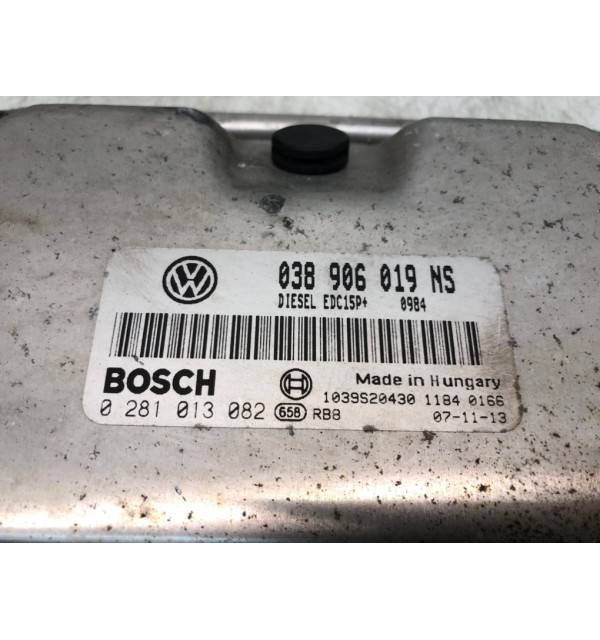 038 906 019 NS
DIESEL EDC15P+ 0984
BOSCH Made in Hungary
1039S20430 1184 0166
0 281 013 082 658 RB8 07-11-13